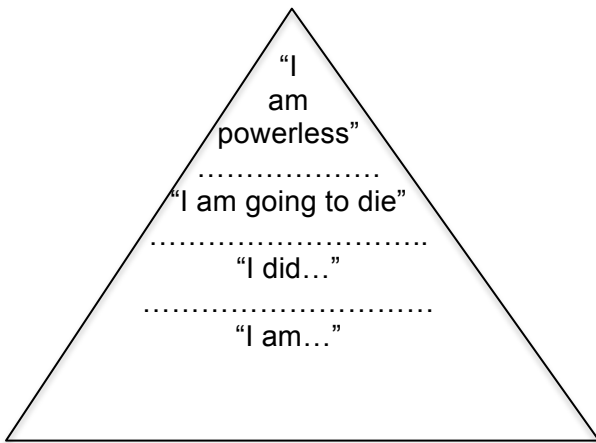 “I
am
powerless”
……………….
“I am going to die”
………………………..
“I did…”
…………………………
“I am…”